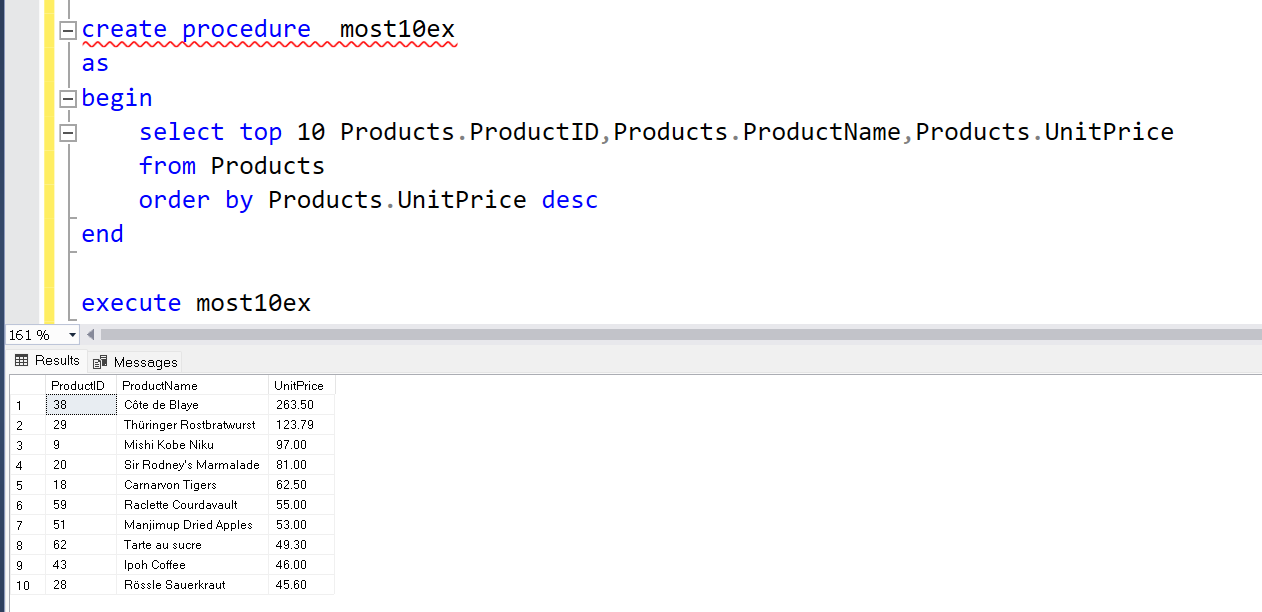 create procedure  most10ex
as
begin
    select top 10 Products.ProductID,Products.ProductName,Products.UnitPrice
    from Products
    order by Products.UnitPrice desc
end
execute most10ex
161 %
Results Messages
ProductID ProductName UnitPrice
1 38 Côte de Blaye 263.50
2 29 Thüringer Rostbratwurst 123.79
3 9 Mishi Kobe Niku 97.00
4 20 Sir Rodney's Marmalade 81.00
5 18 Carnarvon Tigers 62.50
6 59 Raclette Courdavault 55.00
7 51 Manjimup Dried Apples 53.00
8 62 Tarte au sucre 49.30
9 43 Ipoh Coffee 46.00
10 28 Rössle Sauerkraut 45.60